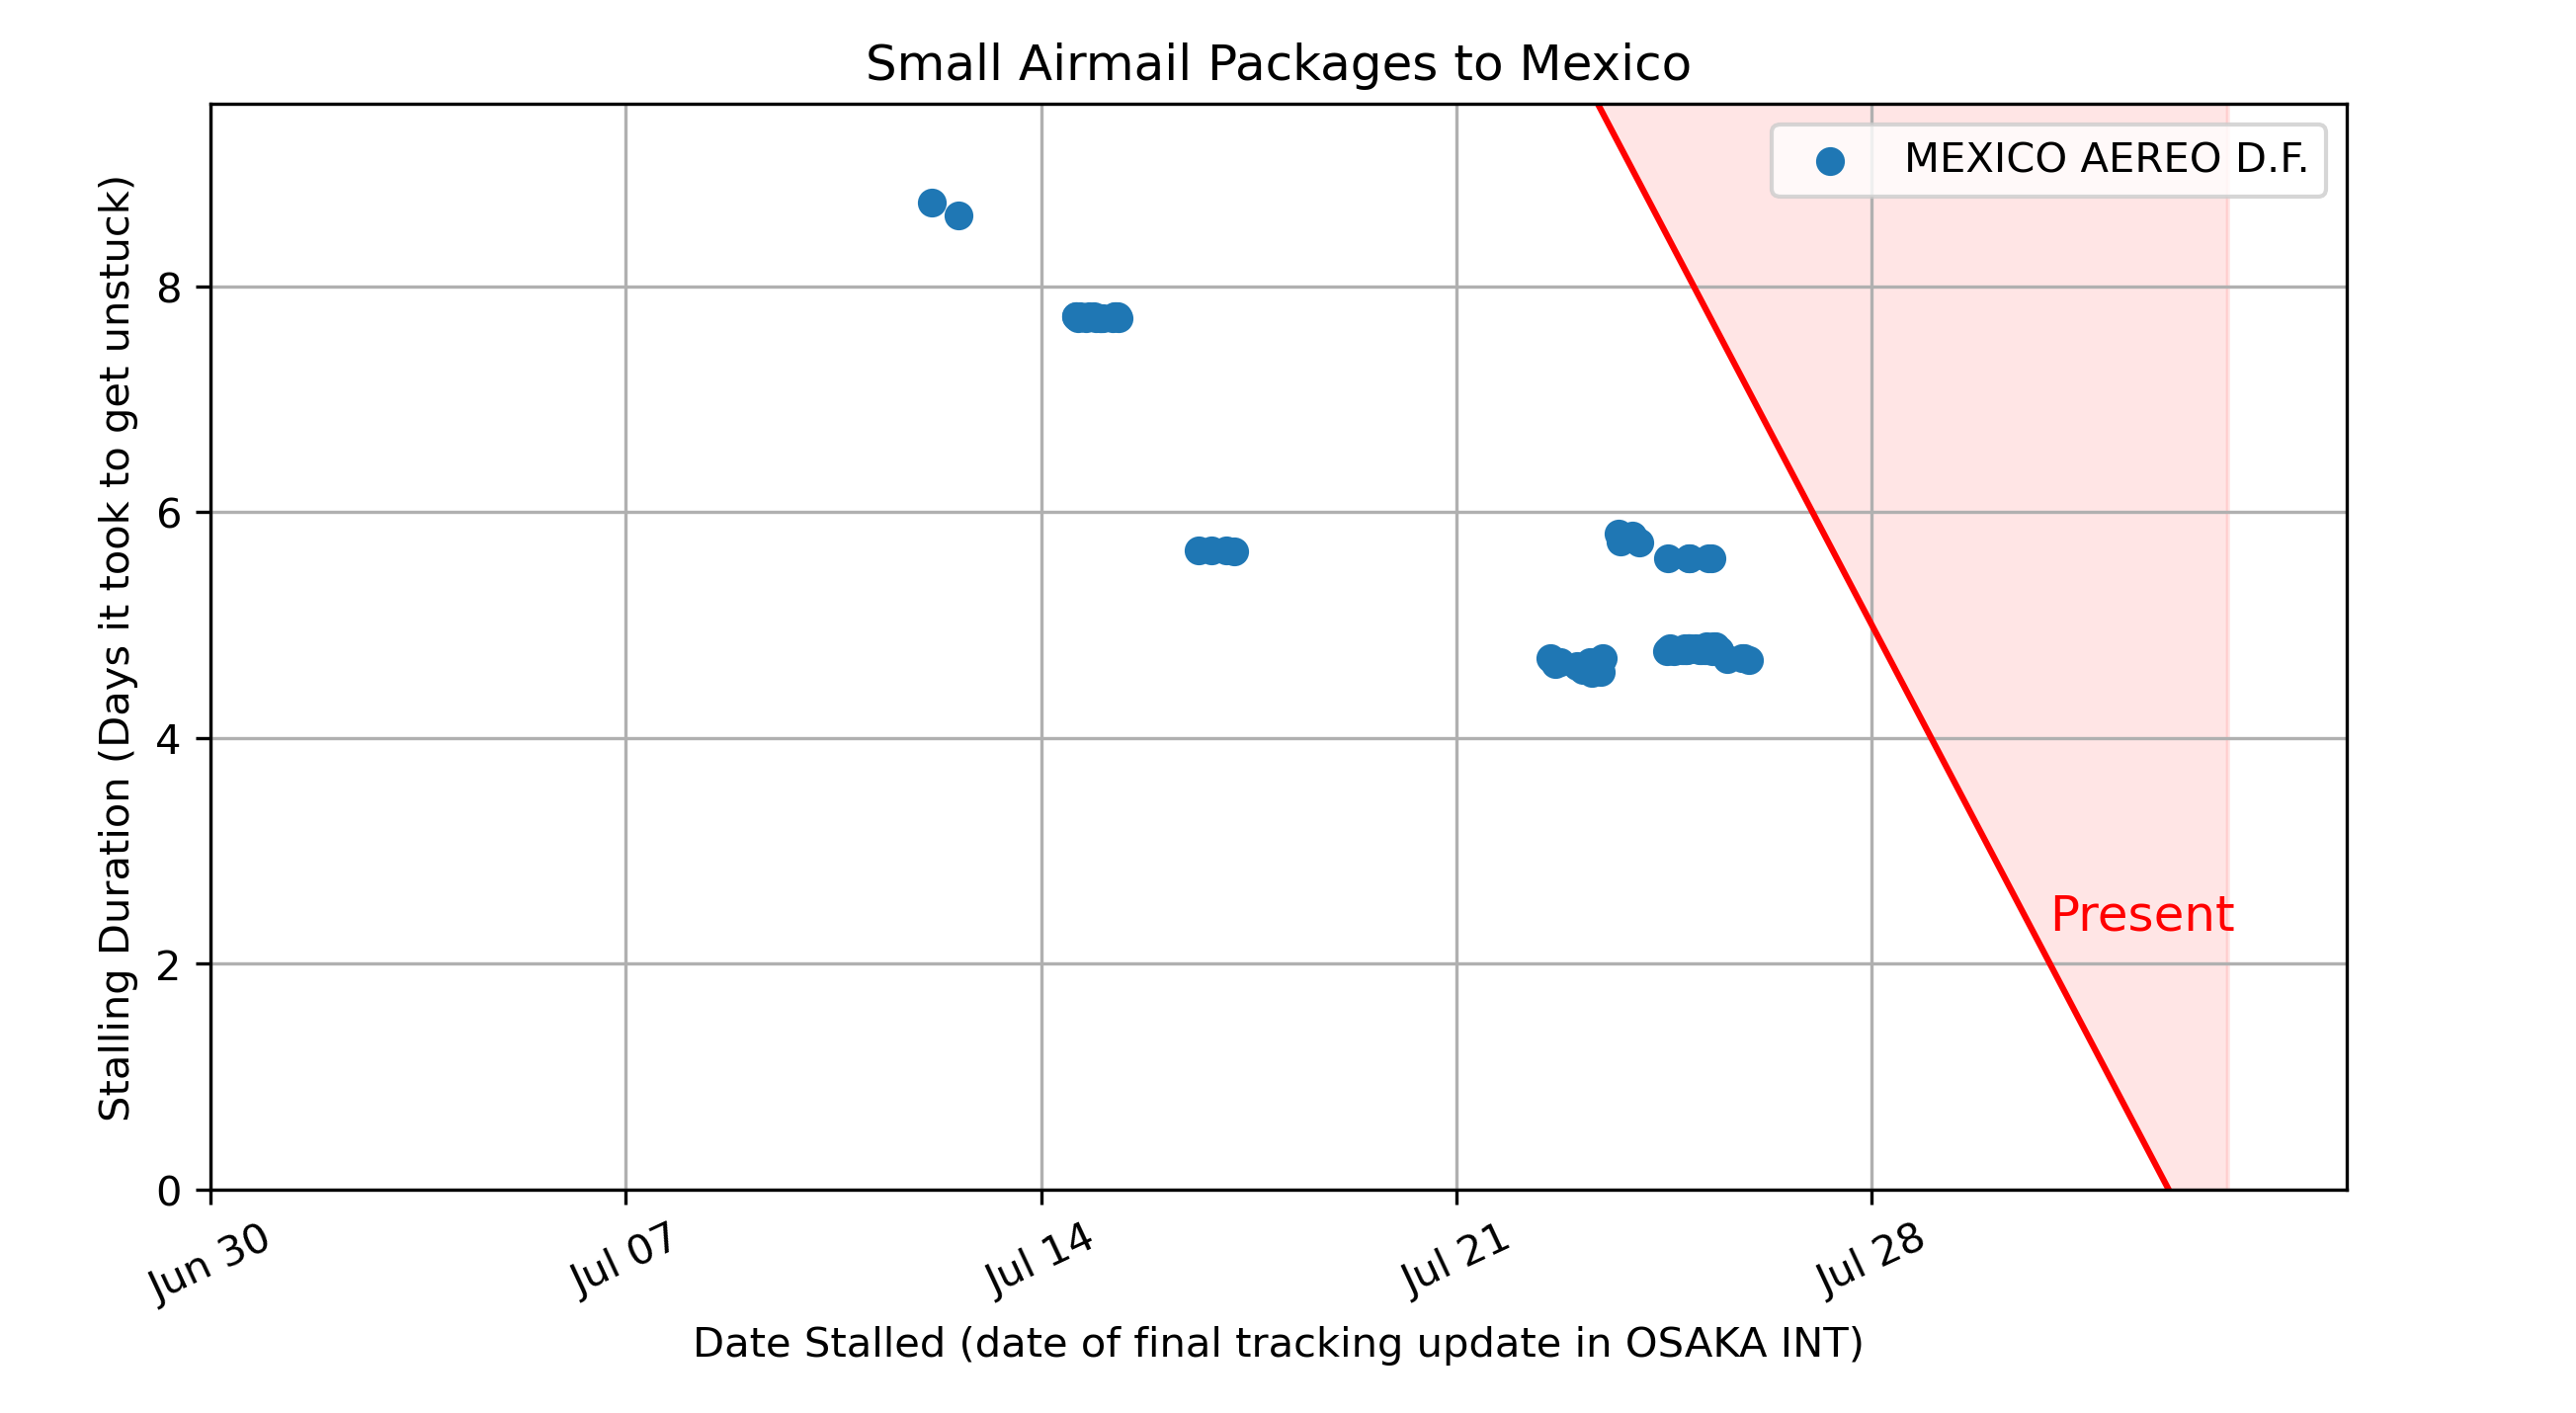 Small Airmail Packages to Mexico
MEXICO AEREO D.F.
Stalling Duration (Days it took to get unstuck)
8
6
4
2
0
Present
Jun 30
Jul 07
Jul 14
Jul 21
Jul 28
Date Stalled (date of final tracking update in OSAKA INT)